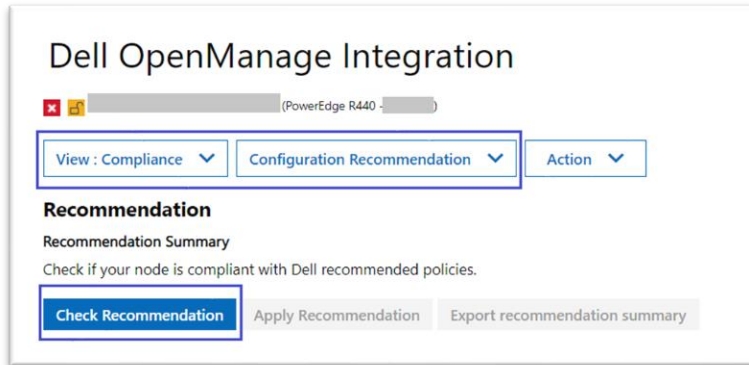 Dell OpenManage Integration
(PowerEdge R440 - )
View : Compliance Configuration Recommendation Action
Recommendation
Recommendation Summary
Check if your node is compliant with Dell recommended policies.
Check Recommendation Apply Recommendation Export recommendation summary